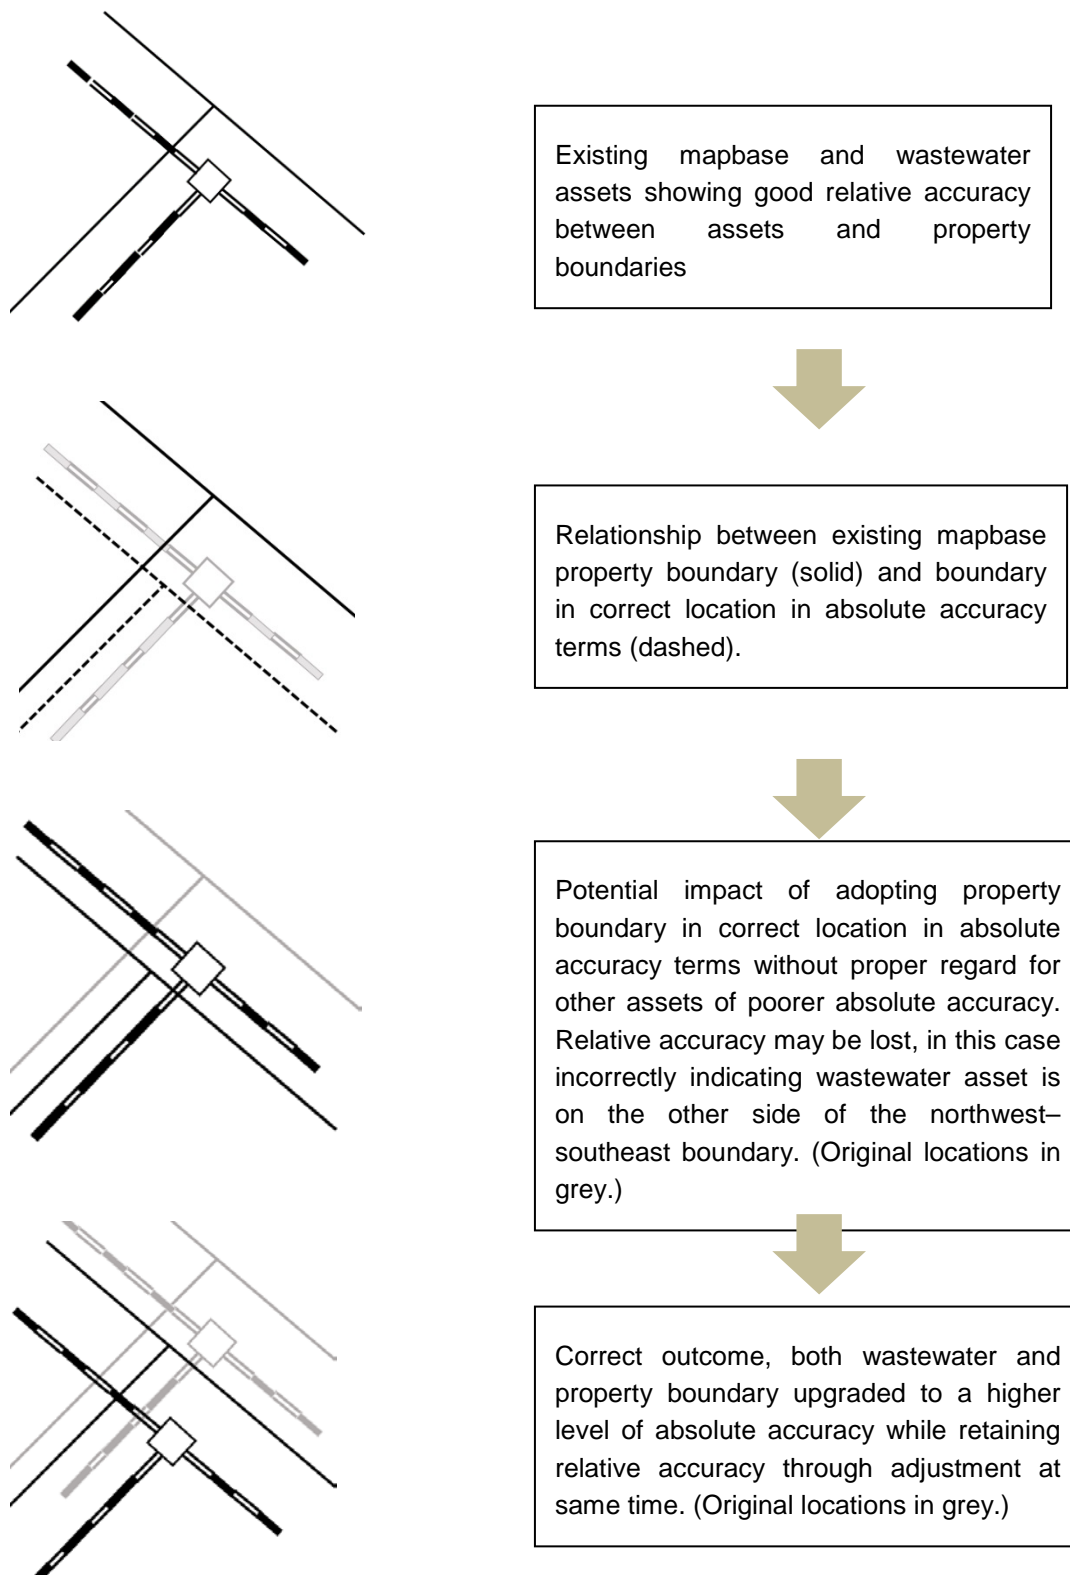 Existing mapbase and wastewater
assets showing good relative accuracy
between assets and property
boundaries
Relationship between existing mapbase
property boundary (solid) and boundary
in correct location in absolute accuracy
terms (dashed).
Potential impact of adopting property
boundary in correct location in absolute
accuracy terms without proper regard for
other assets of poorer absolute accuracy.
Relative accuracy may be lost, in this case
incorrectly indicating wastewater asset is
on the other side of the northwest–
southeast boundary. (Original locations in
grey.)
Correct outcome, both wastewater and
property boundary upgraded to a higher
level of absolute accuracy while retaining
relative accuracy through adjustment at
same time. (Original locations in grey.)